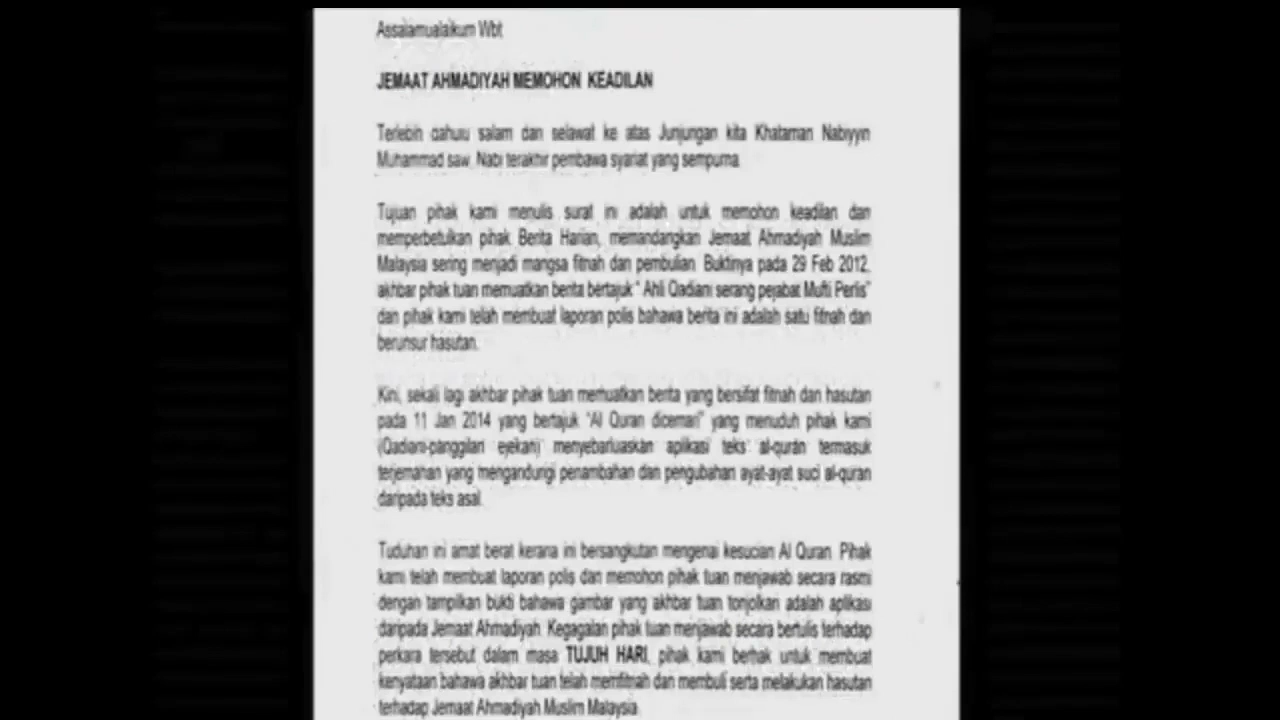 Assalamualaikum Wbt
JEMAAT AHMADIYAH MEMOHON KEADILAN
Terlebih dahulu salam dan selawat ke atas Junjungan kita Khataman Nabiyyin
Muhammad saw, Nabi terakhir pembawa syariat yang sempurna.
Tujuan pihak kami menulis surat ini adalah untuk memohon keadilan dan
memperbetulkan pihak Berita Harian, memandangkan Jemaat Ahmadiyah Muslim
Malaysia sering menjadi mangsa fitnah dan pembulian. Buktinya pada 29 Feb 2012,
akhbar pihak tuan memuatkan berita bertajuk " Ahli Qadiani serang pejabat Mufti Perlis"
dan pihak kami telah membuat laporan polis bahawa berita ini adalah satu fitnah dan
berunsur hasutan.
Kini, sekali lagi akhbar pihak tuan memuatkan berita yang bersifat fitnah dan hasutan
pada 11 Jan 2014 yang bertajuk "Al Quran dicemari" yang menuduh pihak kami
(Qadiani-panggilan ejekan) menyebarluaskan aplikasi teks al-quran termasuk
terjemahan yang mengandungi penambahan dan pengubahan ayat-ayat suci al-quran
daripada teks asal.
Tuduhan ini amat berat kerana ini bersangkutan mengenai kesucian Al Quran. Pihak
kami telah membuat laporan polis dan memohon pihak tuan menjawab secara rasmi
dengan tampilkan bukti bahawa gambar yang akhbar tuan tonjolkan adalah aplikasi
daripada Jemaat Ahmadiyah. Kegagalan pihak tuan menjawab secara bertulis terhadap
perkara tersebut dalam masa TUJUH HARI, pihak kami berhak untuk membuat
kenyataan bahawa akhbar tuan telah memfitnah dan membuli serta melakukan hasutan
terhadap Jemaat Ahmadiyah Muslim Malaysia.